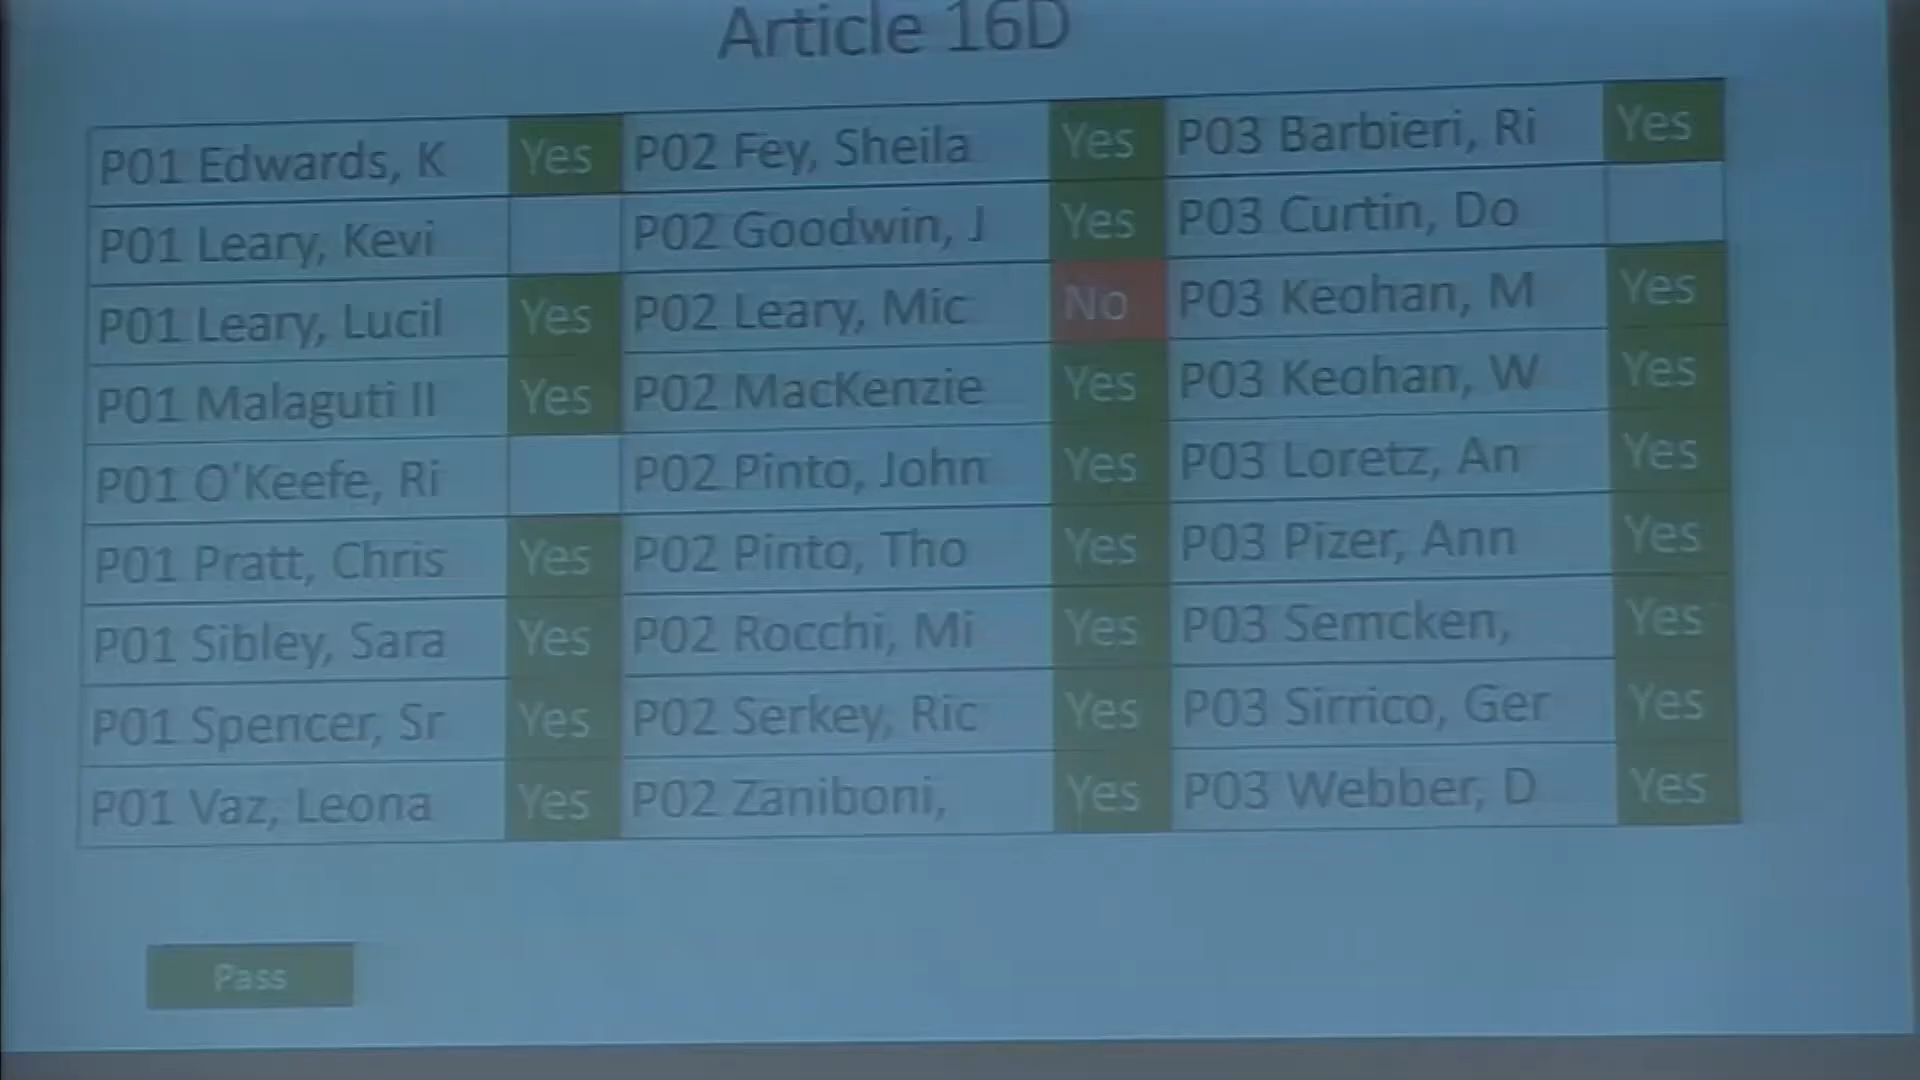 Article 16D
P01 Edwards, K Yes P02 Fey, Sheila Yes P03 Barbieri, Ri Yes
P01 Leary, Kevi P02 Goodwin, J Yes P03 Curtin, Do
P01 Leary, Lucil Yes P02 Leary, Mic No P03 Keohan, M Yes
P01 Malaguti II Yes P02 MacKenzie Yes P03 Keohan, W Yes
P01 O'Keefe, Ri P02 Pinto, John Yes P03 Loretz, An Yes
P01 Pratt, Chris Yes P02 Pinto, Tho Yes P03 Pizer, Ann Yes
P01 Sibley, Sara Yes P02 Rocchi, Mi Yes P03 Semcken, Yes
P01 Spencer, Sr Yes P02 Serkey, Ric Yes P03 Sirrico, Ger Yes
P01 Vaz, Leona Yes P02 Zaniboni, Yes P03 Webber, D Yes
Pass